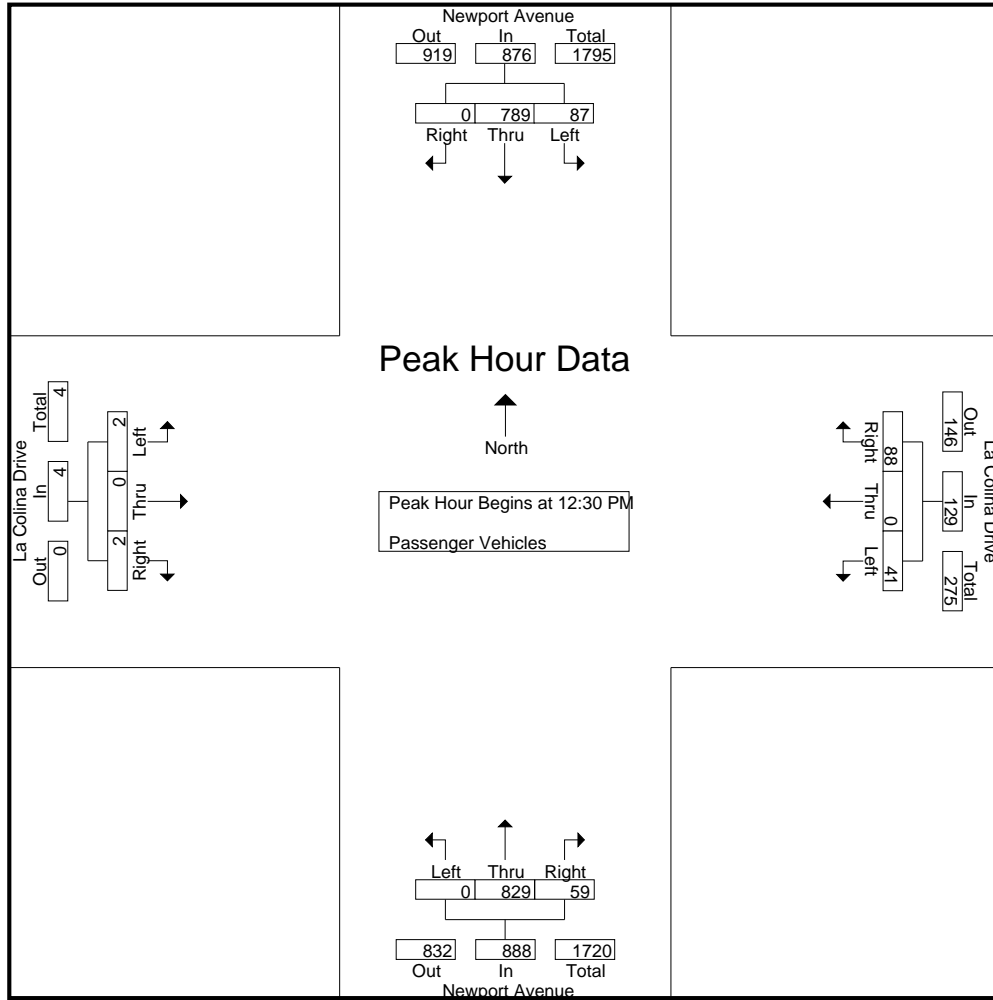 Newport Avenue
Out In Total
919 876 1795
0 789 87
Right Thru Left
Peak Hour Data
North
Peak Hour Begins at 12:30 PM
Passenger Vehicles
La Colina Drive
Total In Out
4 4 0
2 0 2
Left Thru Right
Right Thru Left
88 0 41
146 129 275
Out In Total
La Colina Drive
Left Thru Right
0 829 59
832 888 1720
Out In Total
Newport Avenue